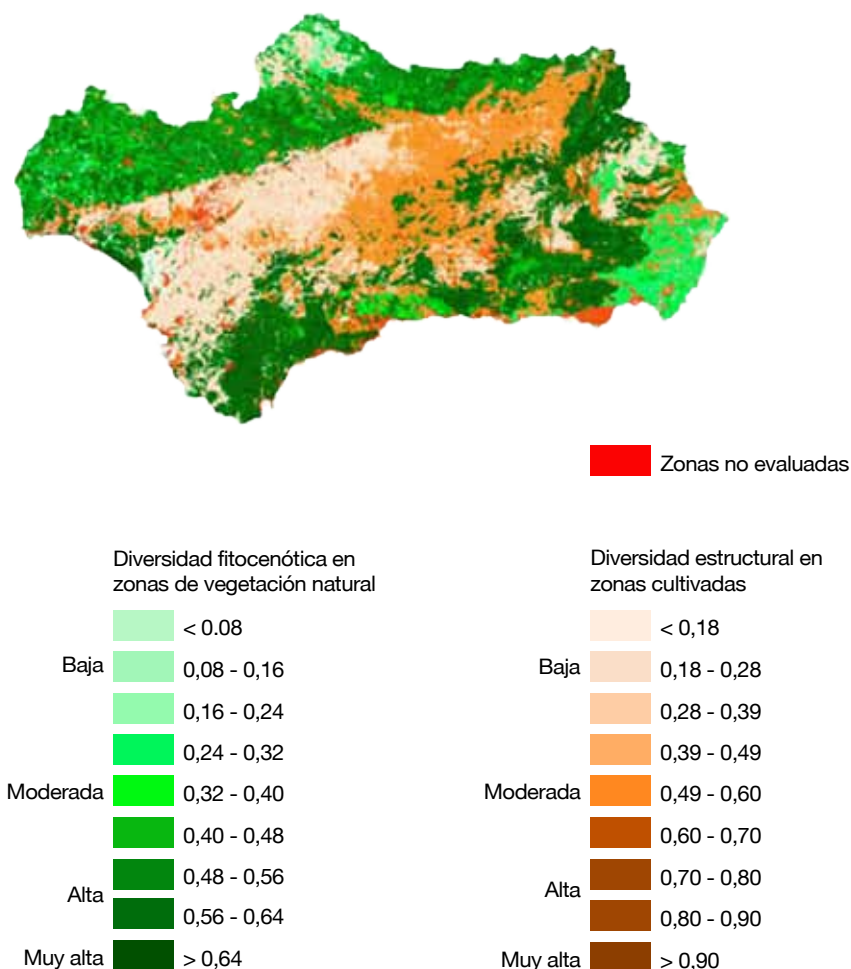 Zonas no evaluadas
Diversidad fitocenótica en
zonas de vegetación natural
< 0.08
Baja
0,08 - 0,16
0,16 - 0,24
0,24 - 0,32
Moderada
0,32 - 0,40
0,40 - 0,48
0,48 - 0,56
Alta
0,56 - 0,64
Muy alta
> 0,64
Diversidad estructural en
zonas cultivadas
< 0,18
Baja
0,18 - 0,28
0,28 - 0,39
0,39 - 0,49
Moderada
0,49 - 0,60
0,60 - 0,70
0,70 - 0,80
Alta
0,80 - 0,90
Muy alta
> 0,90